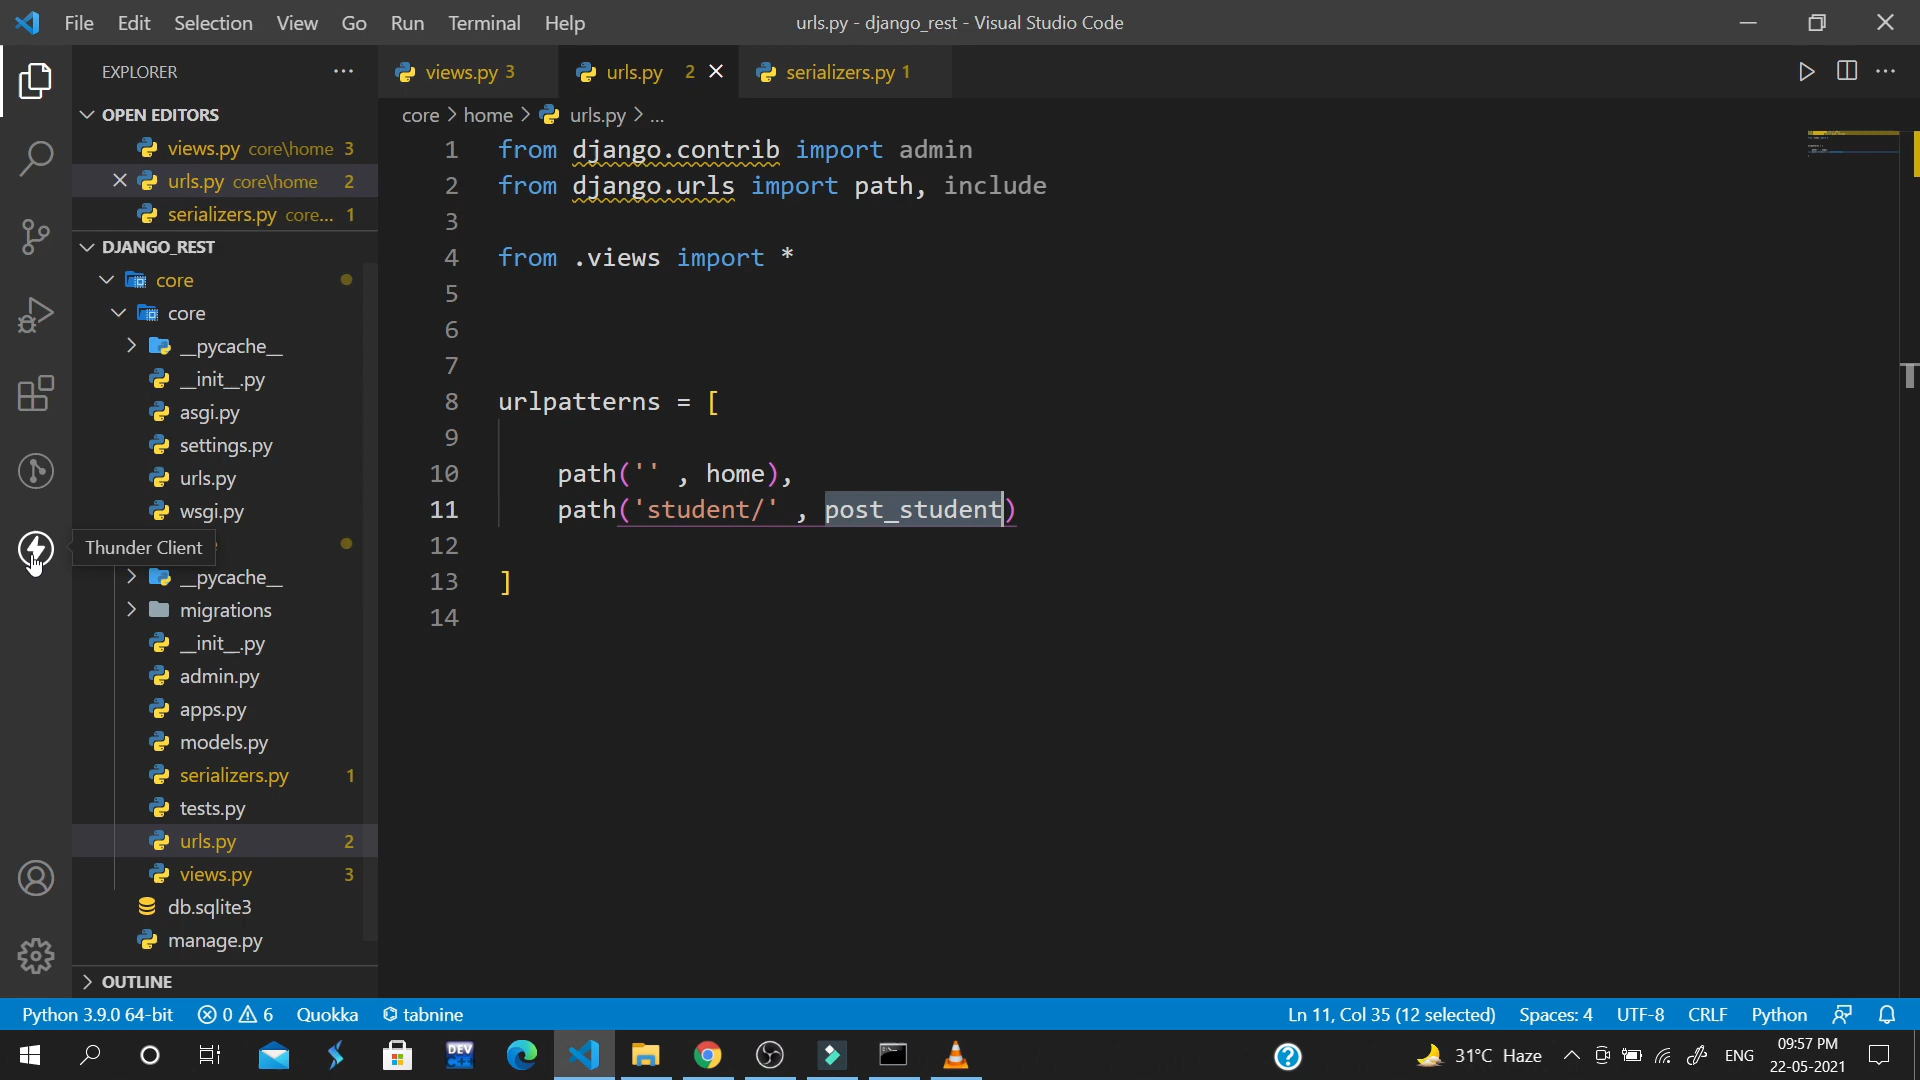 File Edit Selection View Go Run Terminal Help
urls.py - django_rest - Visual Studio Code
EXPLORER
views.py 3
urls.py 2
serializers.py 1
OPEN EDITORS
views.py core\home 3
urls.py core\home 2
serializers.py core... 1
DJANGO_REST
core
core
__pycache__
__init__.py
asgi.py
settings.py
urls.py
wsgi.py
Thunder Client
__pycache__
migrations
__init__.py
admin.py
apps.py
models.py
serializers.py 1
tests.py
urls.py 2
views.py 3
db.sqlite3
manage.py
OUTLINE
core > home > urls.py > ...
1 from django.contrib import admin
2 from django.urls import path, include
3
4 from .views import *
5
6
7
8 urlpatterns = [
9
10 path('' , home),
11 path('student/' , post_student)
12
13 ]
14
Python 3.9.0 64-bit 0 6 Quokka tabnine
Ln 11, Col 35 (12 selected) Spaces: 4 UTF-8 CRLF Python
DEV C++
31°C Haze ENG
09:57 PM
22-05-2021